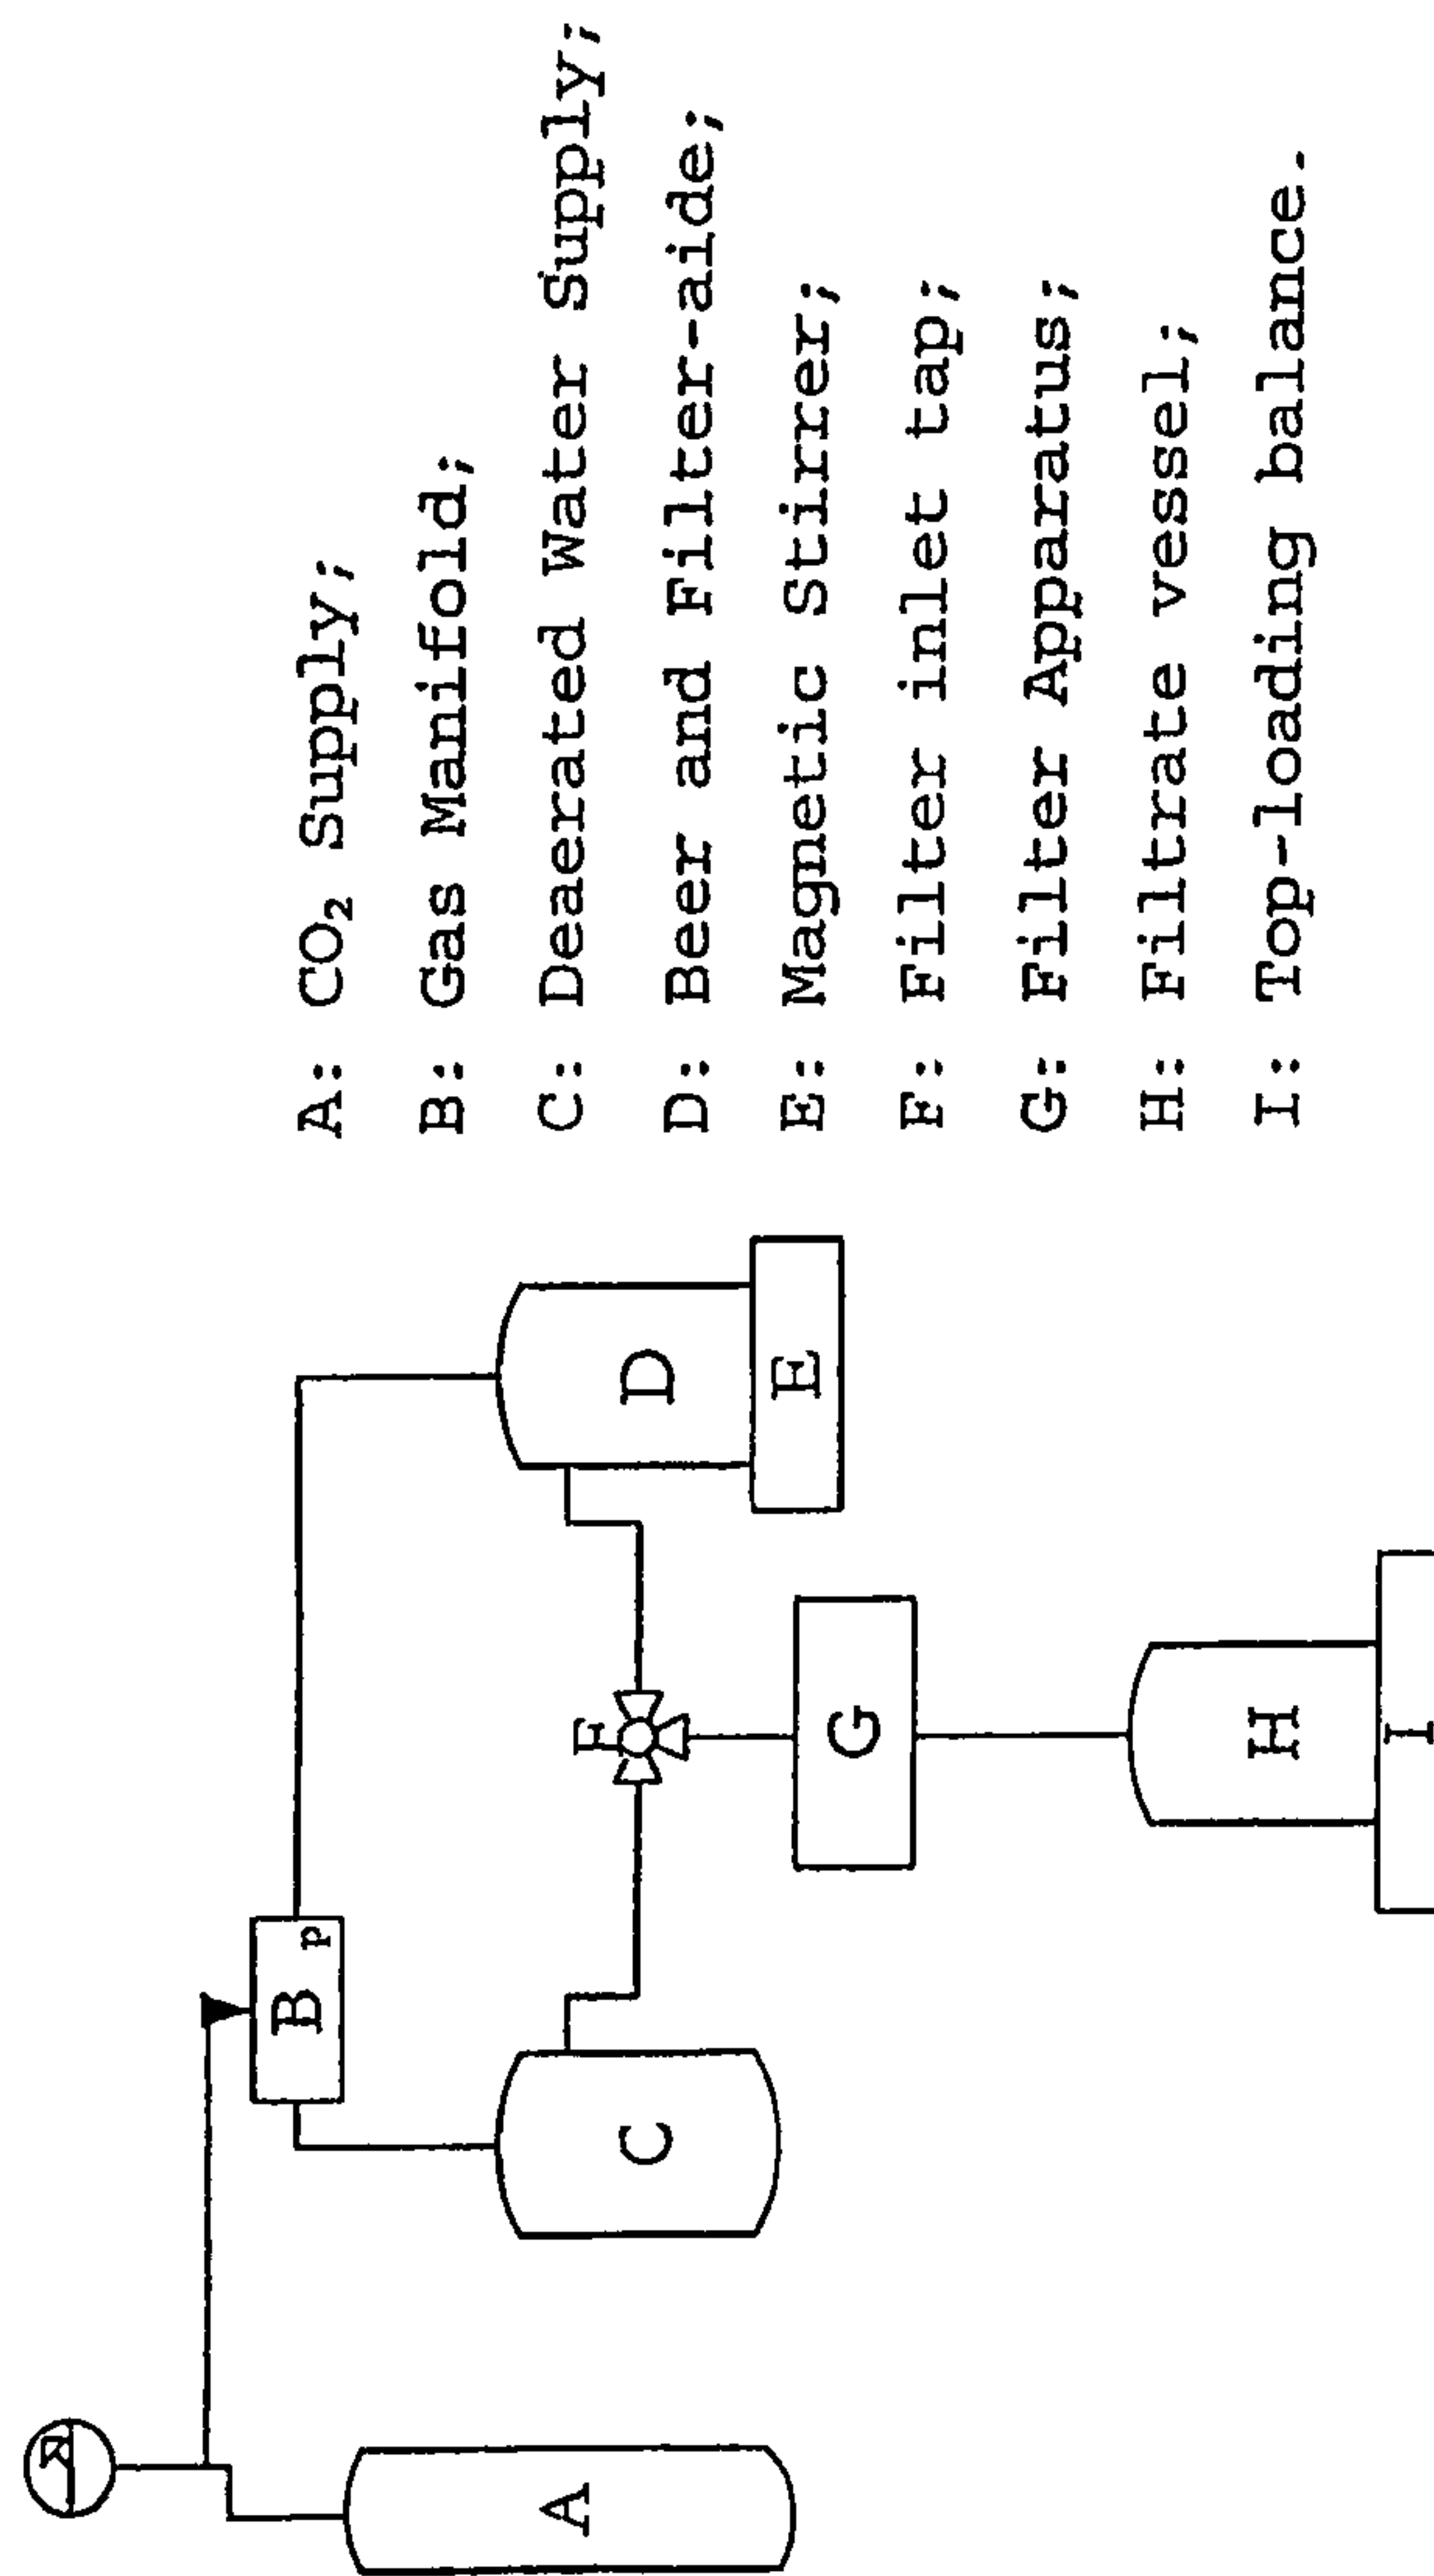 B
p
F
A
C
D
E
G
H
I
A: CO₂ Supply;
B: Gas Manifold;
C: Deaerated Water Supply;
D: Beer and Filter-aide;
E: Magnetic Stirrer;
F: Filter inlet tap;
G: Filter Apparatus;
H: Filtrate vessel;
I: Top-loading balance.